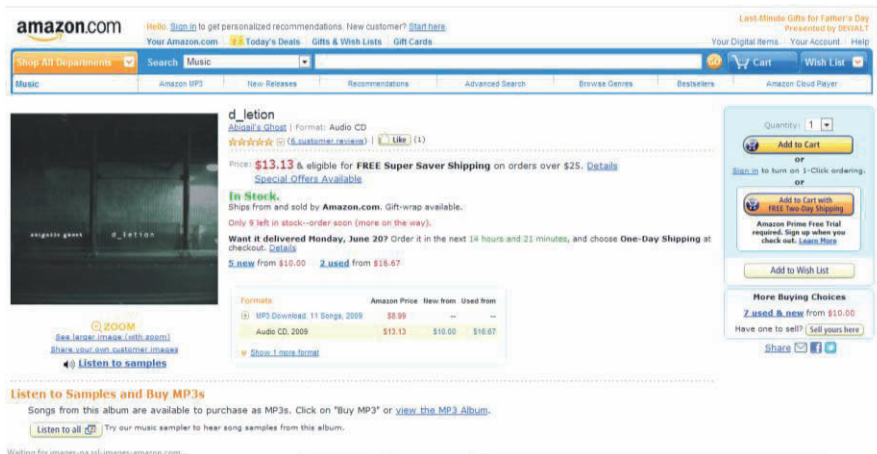 amazon.com
Hello. Sign in to get personalized recommendations. New customer? Start here.
Your Amazon.com Today's Deals Gifts & Wish Lists Gift Cards
Last-Minute Gifts for Father's Day
Presented by DEWALT
Your Digital Items Your Account Help
Shop All Departments Search Music GO Cart Wish List
Music Amazon MP3 New Releases Recommendations Advanced Search Browse Genres Bestsellers Amazon Cloud Player
abigails ghost d_letion
d_letion
Abigail's Ghost | Format: Audio CD
(6 customer reviews) | Like (1)
Price: $13.13 & eligible for FREE Super Saver Shipping on orders over $25. Details
Special Offers Available
In Stock.
Ships from and sold by Amazon.com. Gift-wrap available.
Only 9 left in stock--order soon (more on the way).
Want it delivered Monday, June 20? Order it in the next 14 hours and 21 minutes, and choose One-Day Shipping at
checkout. Details
5 new from $10.00 2 used from $16.67
Formats Amazon Price New from Used from
MP3 Download, 11 Songs, 2009 $8.99 -- --
Audio CD, 2009 $13.13 $10.00 $16.67
Show 1 more format
ZOOM
See larger image (with zoom)
Share your own customer images
Listen to samples
Quantity: 1
Add to Cart
or
Sign in to turn on 1-Click ordering.
or
Add to Cart with
FREE Two-Day Shipping
Amazon Prime Free Trial
required. Sign up when you
check out. Learn More
Add to Wish List
More Buying Choices
7 used & new from $10.00
Have one to sell? Sell yours here
Share
Listen to Samples and Buy MP3s
Songs from this album are available to purchase as MP3s. Click on "Buy MP3" or view the MP3 Album.
Listen to all Try our music sampler to hear song samples from this album.
Waiting for images-na.ssl-images-amazon.com...